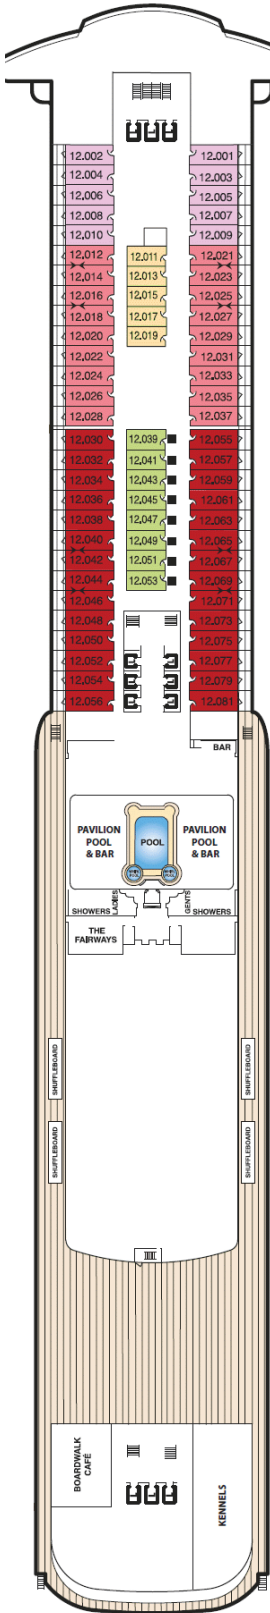 12.002 12.001
12.004 12.003
12.006 12.005
12.008 12.007
12.010 12.009
12.012 12.011 12.021
12.014 12.013 12.023
12.016 12.015 12.025
12.018 12.017 12.027
12.020 12.019 12.029
12.022 12.031
12.024 12.033
12.026 12.035
12.028 12.037
12.030 12.039 12.055
12.032 12.041 12.057
12.034 12.043 12.059
12.036 12.045 12.061
12.038 12.047 12.063
12.040 12.049 12.065
12.042 12.051 12.067
12.044 12.053 12.069
12.046 12.071
12.048 12.073
12.050 12.075
12.052 12.077
12.054 12.079
12.056 12.081
BAR
PAVILION
POOL
& BAR
POOL
PAVILION
POOL
& BAR
SHOWERS
LADIES
GENTS
SHOWERS
THE
FAIRWAYS
SHUFFLEBOARD
SHUFFLEBOARD
SHUFFLEBOARD
SHUFFLEBOARD
BOARDWALK
CAFÉ
KENNELS